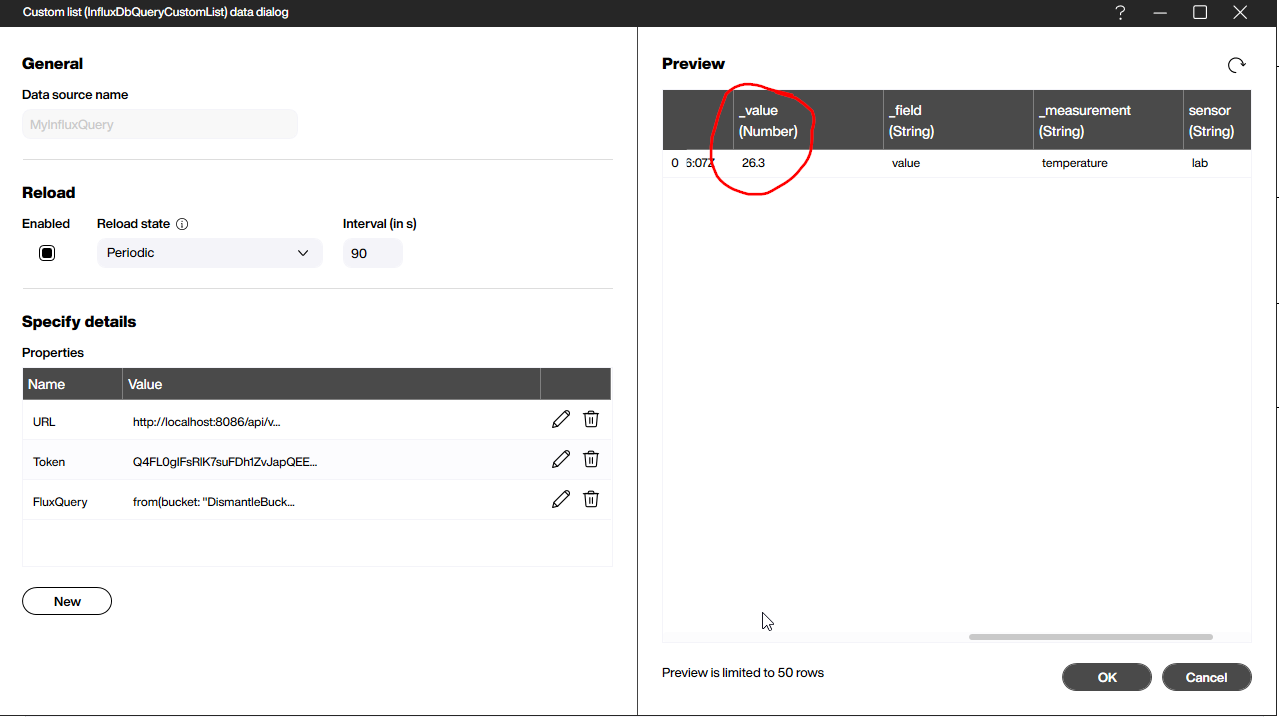 Custom list (InfluxDbQueryCustomList) data dialog
General
Data source name
MyInfluxQuery
Reload
Enabled
Reload state
Interval (in s)
Periodic
90
Specify details
Properties
Name Value
URL http://localhost:8086/api/v...
Token Q4FL0gIFsRlK7suFDh1ZvJapQEE...
FluxQuery from(bucket: "DismantleBuck...
New
Preview
_value _field _measurement sensor
(Number) (String) (String) (String)
0 6:07Z 26.3 value temperature lab
Preview is limited to 50 rows
OK Cancel